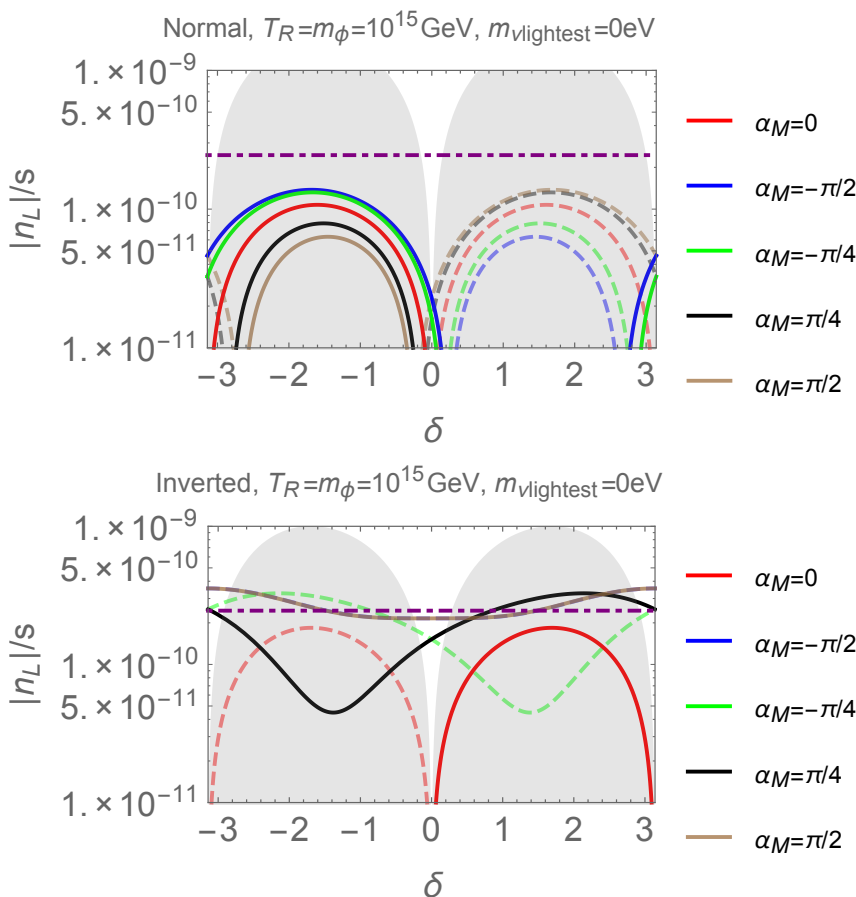 Normal, T_R=m_ϕ=10^15 GeV, m_νlightest=0eV
1.×10^-9
5.×10^-10
1.×10^-10
5.×10^-11
1.×10^-11
|n_L|/s
-3 -2 -1 0 1 2 3
δ
α_M=0
α_M=-π/2
α_M=-π/4
α_M=π/4
α_M=π/2
Inverted, T_R=m_ϕ=10^15 GeV, m_νlightest=0eV
1.×10^-9
5.×10^-10
1.×10^-10
5.×10^-11
1.×10^-11
|n_L|/s
-3 -2 -1 0 1 2 3
δ
α_M=0
α_M=-π/2
α_M=-π/4
α_M=π/4
α_M=π/2